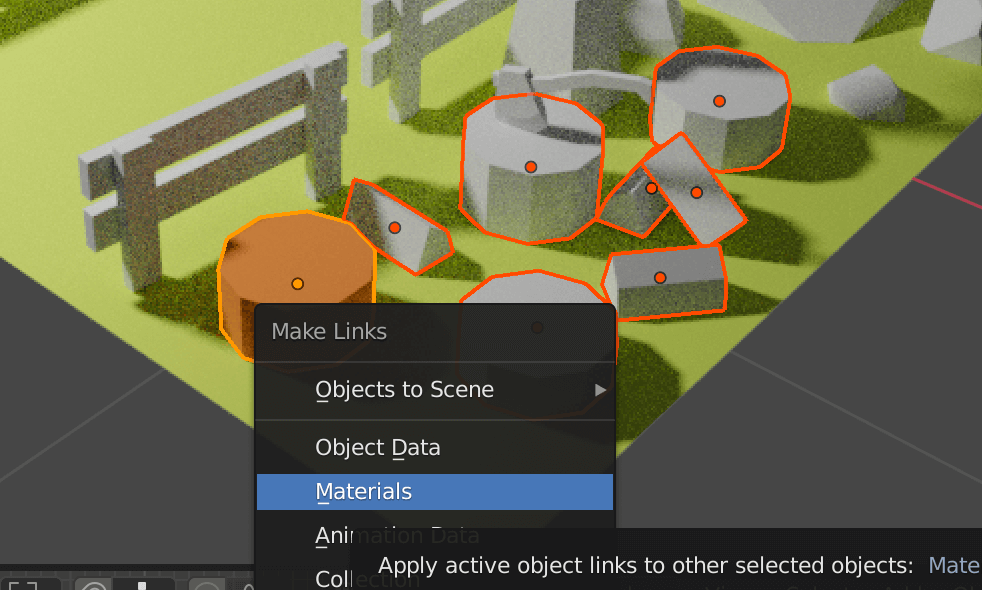 Make Links
Objects to Scene
Object Data
Materials
Animation Data
Collection
Apply active object links to other selected objects: Mate